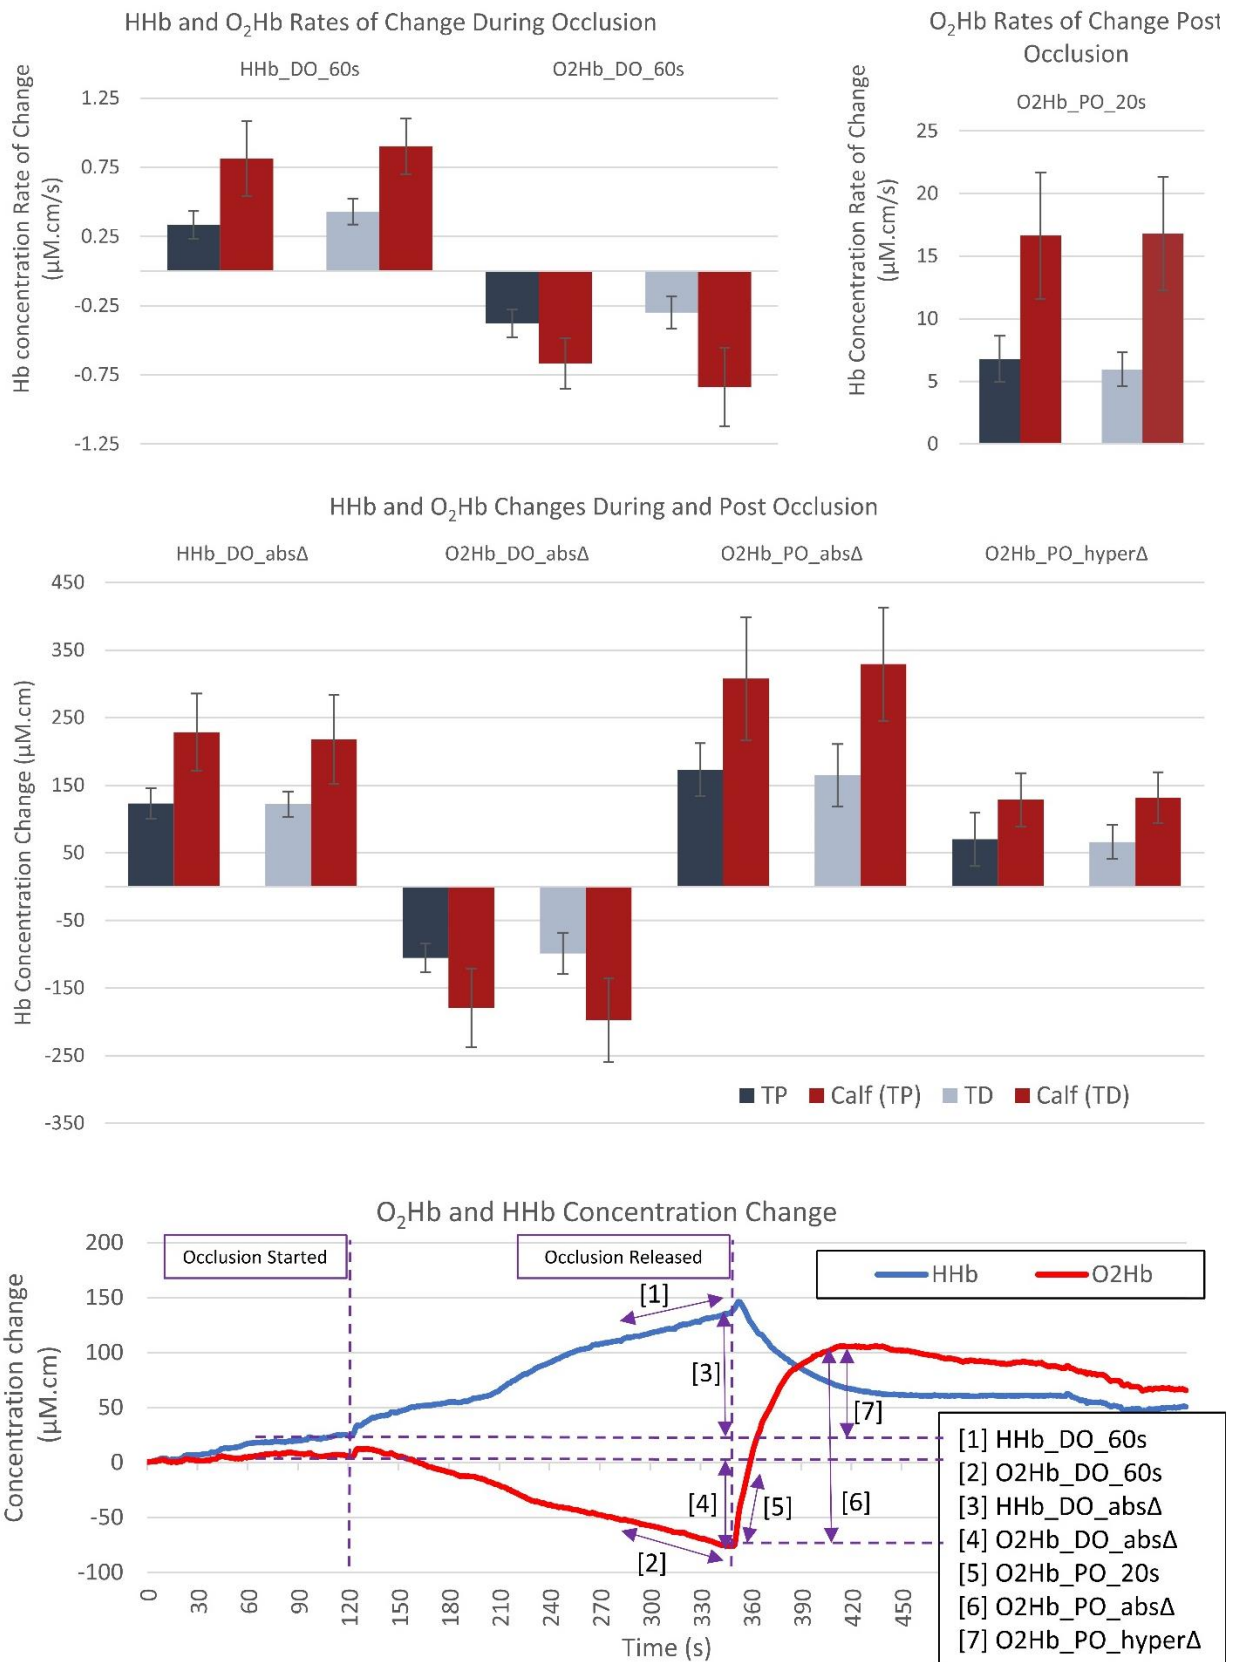 HHb and O₂Hb Rates of Change During Occlusion
HHb_DO_60s
O2Hb_DO_60s
Hb concentration Rate of Change
(µM.cm/s)
1.25
0.75
0.25
-0.25
-0.75
-1.25
O₂Hb Rates of Change Post
Occlusion
O2Hb_PO_20s
Hb Concentration Rate of Change
(µM.cm/s)
25
20
15
10
5
0
HHb and O₂Hb Changes During and Post Occlusion
HHb_DO_absΔ
O2Hb_DO_absΔ
O2Hb_PO_absΔ
O2Hb_PO_hyperΔ
Hb Concentration Change (µM.cm)
450
350
250
150
50
-50
-150
-250
-350
TP
Calf (TP)
TD
Calf (TD)
O₂Hb and HHb Concentration Change
Concentration change
(µM.cm)
200
150
100
50
0
-50
-100
Occlusion Started
Occlusion Released
HHb
O2Hb
[1]
[3]
[7]
[4]
[5]
[6]
[2]
0
30
60
90
120
150
180
210
240
270
300
330
360
390
420
450
Time (s)
[1] HHb_DO_60s
[2] O2Hb_DO_60s
[3] HHb_DO_absΔ
[4] O2Hb_DO_absΔ
[5] O2Hb_PO_20s
[6] O2Hb_PO_absΔ
[7] O2Hb_PO_hyperΔ